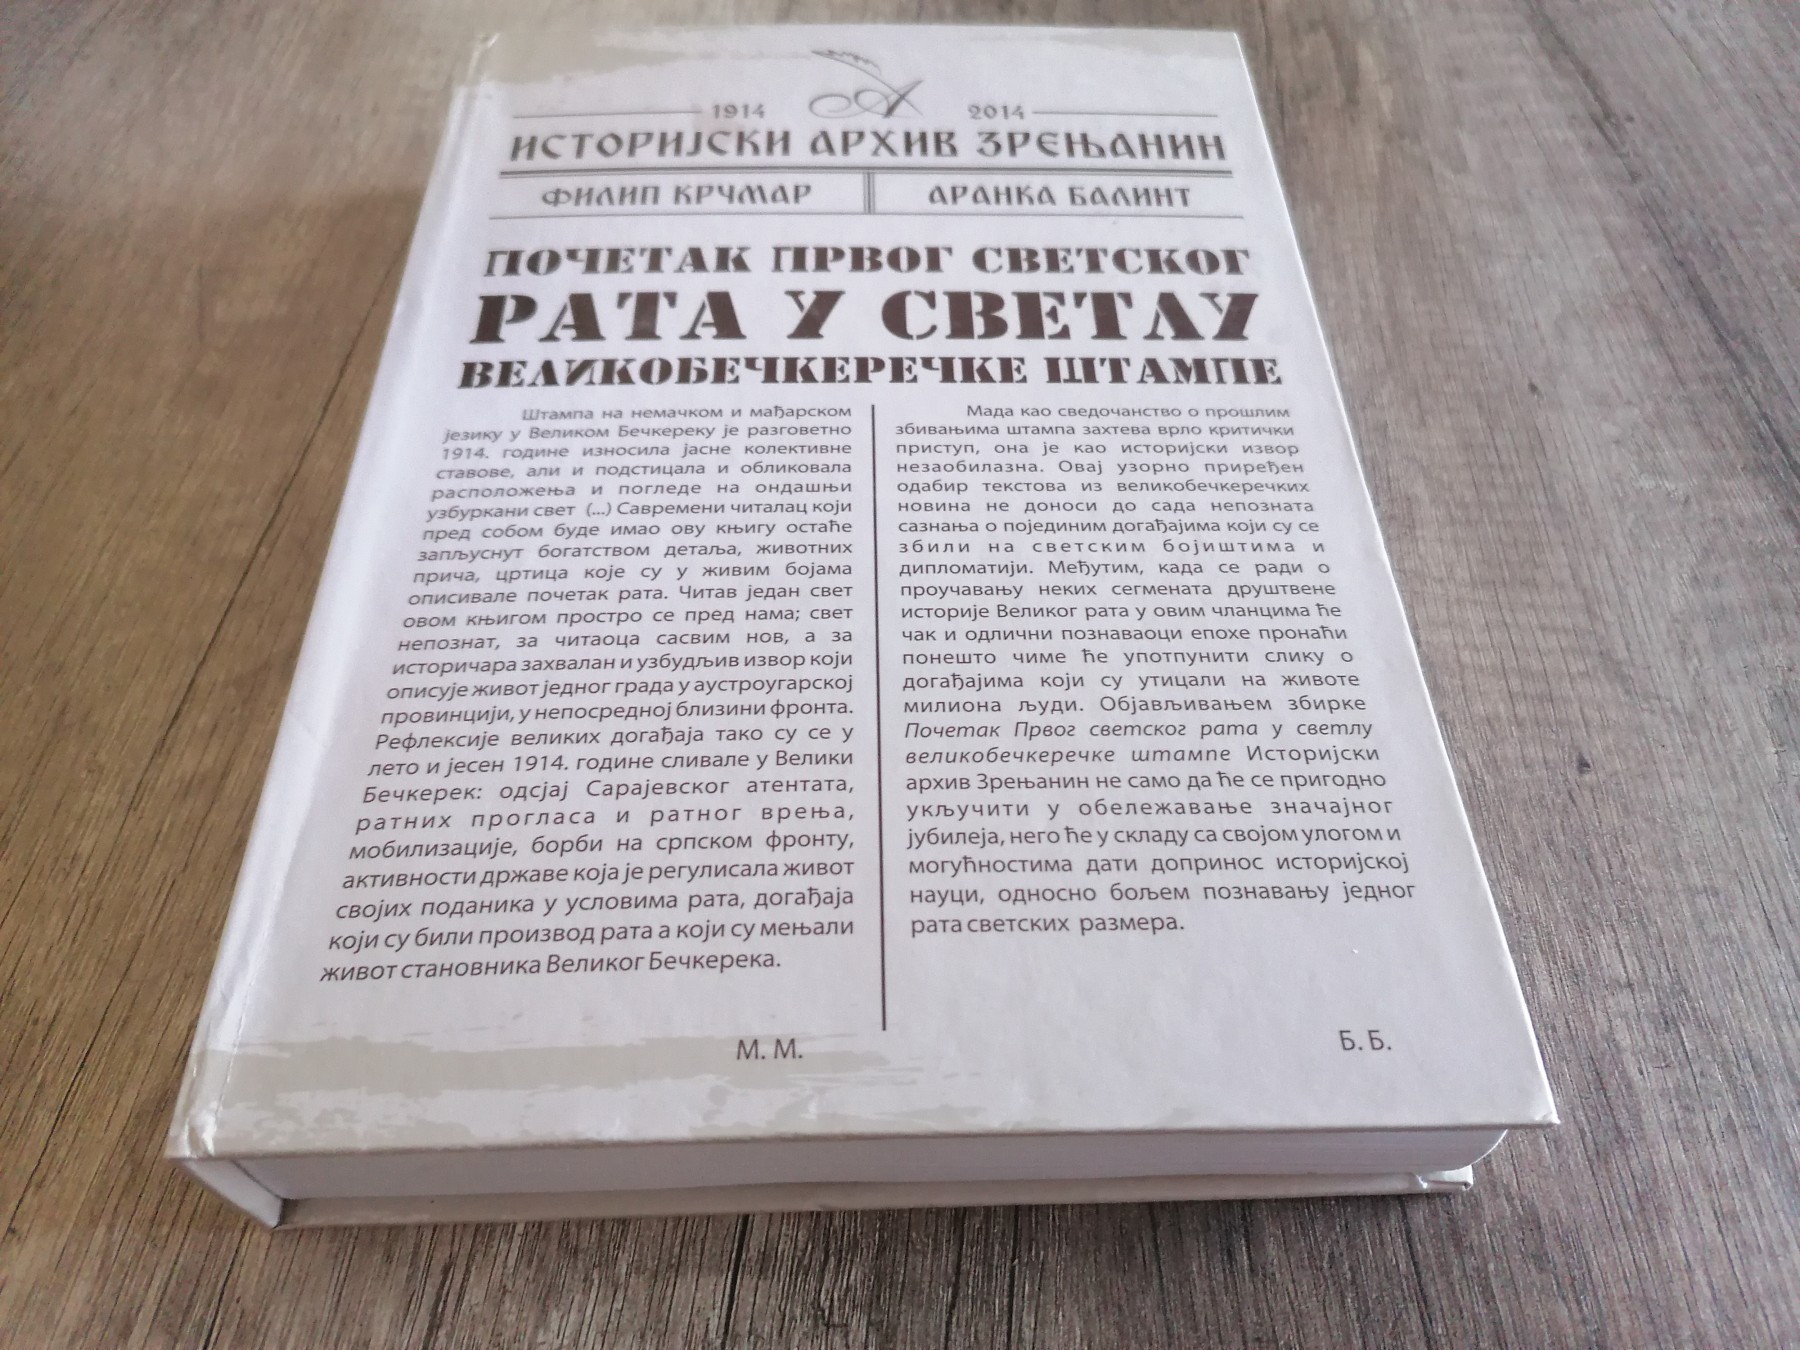 1914 2014
ИСТОРИЈСКИ АРХИВ ЗРЕЊАНИН
ФИЛИП КРЧМАР
АРАНКА БАЛИНТ
ПОЧЕТАК ПРВОГ СВЕТСКОГ
РАТА У СВЕТЛУ
ВЕЛИКОБЕЧКЕРЕЧКЕ ШТАМПЕ
Штампа на немачком и мађарском
језику у Великом Бечкереку је разговетно
1914. године износила јасне колективне
ставове, али и подстицала и обликовала
расположења и погледе на ондашњи
узбуркани свет (...) Савремени читалац који
пред собом буде имао ову књигу остаће
запљуснут богатством детаља, животних
прича, цртица које су у живим бојама
описивале почетак рата. Читав један свет
овом књигом простро се пред нама; свет
непознат, за читаоца сасвим нов, а за
историчара захвалан и узбудљив извор који
описује живот једног града у аустроугарској
провинцији, у непосредној близини фронта.
Рефлексије великих догађаја тако су се у
лето и јесен 1914. године сливале у Велики
Бечкерек: одсјај Сарајевског атентата,
ратних прогласа и ратног врења,
мобилизације, борби на српском фронту,
активности државе која је регулисала живот
својих поданика у условима рата, догађаја
који су били производ рата а који су мењали
живот становника Великог Бечкерека.
М. М.
Мада као сведочанство о прошлим
збивањима штампа захтева врло критички
приступ, она је као историјски извор
незаобилазна. Овај узорно приређен
одабир текстова из великобечкеречких
новина не доноси до сада непозната
сазнања о појединим догађајима који су се
збили на светским бојиштима и
дипломатији. Међутим, када се ради о
проучавању неких сегмената друштвене
историје Великог рата у овим чланцима ће
чак и одлични познаваоци епохе пронаћи
понешто чиме ће употпунити слику о
догађајима који су утицали на животе
милиона људи. Објављивањем збирке
Почетак Првог светског рата у светлу
великобечкеречке штампе Историјски
архив Зрењанин не само да ће се пригодно
укључити у обележавање значајног
јубилеја, него ће у складу са својом улогом и
могућностима дати допринос историјској
науци, односно бољем познавању једног
рата светских размера.
Б. Б.